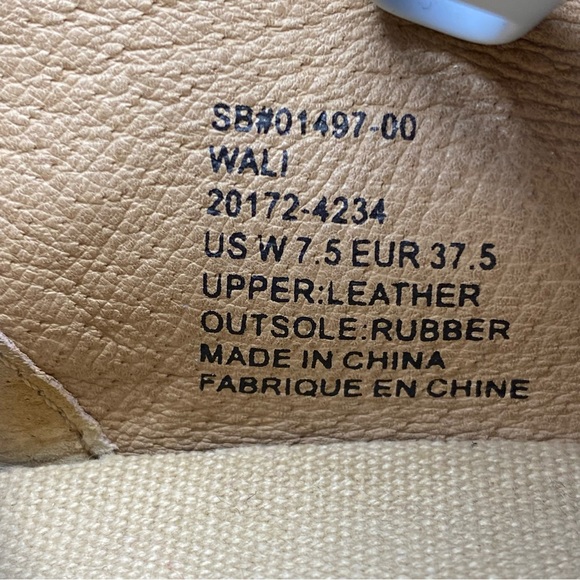 SB#01497-00
WALI
20172-4234
US W 7.5 EUR 37.5
UPPER:LEATHER
OUTSOLE:RUBBER
MADE IN CHINA
FABRIQUE EN CHINE